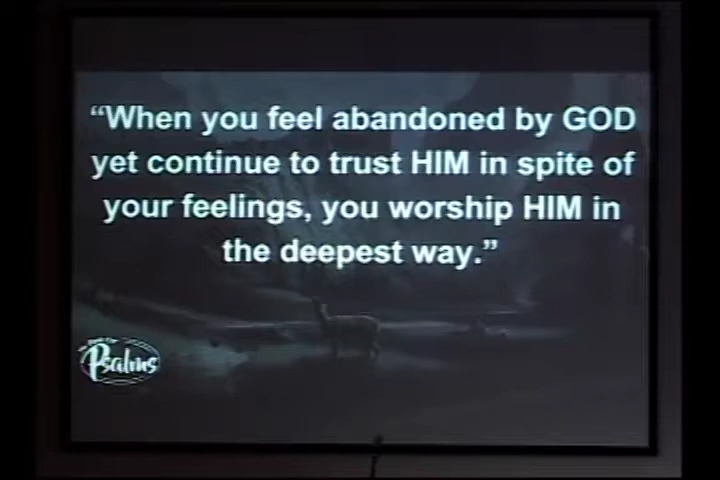 “When you feel abandoned by GOD
yet continue to trust HIM in spite of
your feelings, you worship HIM in
the deepest way.”
Psalms